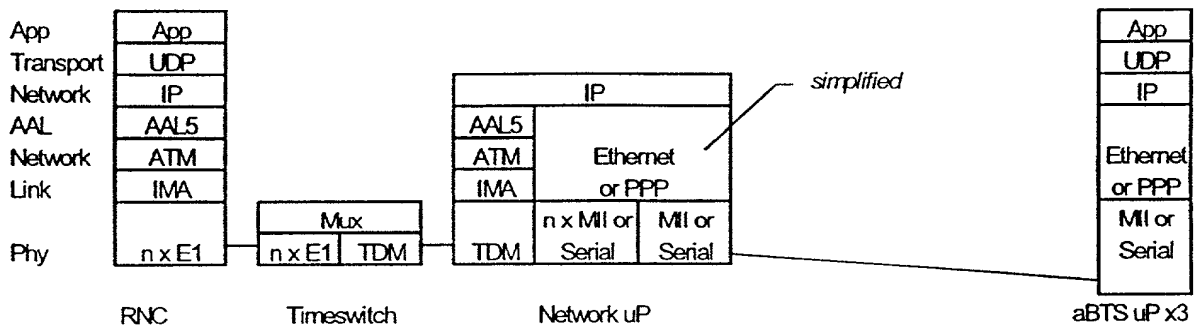 App App App
Transport UDP UDP
Network IP IP simplified IP
AAL AAL5 AAL5
Network ATM ATM Ethernet Ethernet
Link IMA IMA or PPP or PPP
Mux n x MII or MII or MII or
Phy n x E1 n x E1 TDM TDM Serial Serial Serial
RNC Timeswitch Network uP aBTS uP x3